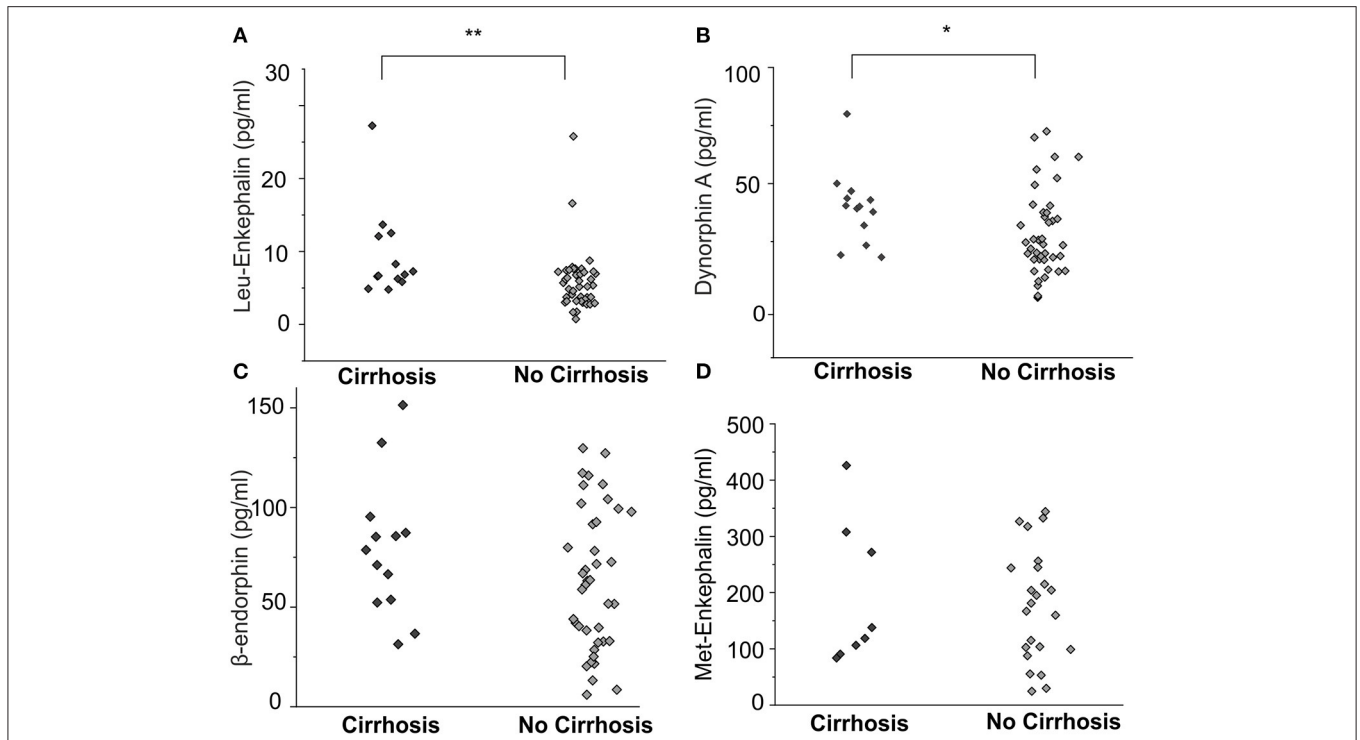 A
**
Leu-Enkephalin (pg/ml)
30
20
10
0
Cirrhosis
No Cirrhosis
B
*
Dynorphin A (pg/ml)
100
50
0
Cirrhosis
No Cirrhosis
C
β-endorphin (pg/ml)
150
100
50
0
Cirrhosis
No Cirrhosis
D
Met-Enkephalin (pg/ml)
500
400
300
200
100
0
Cirrhosis
No Cirrhosis